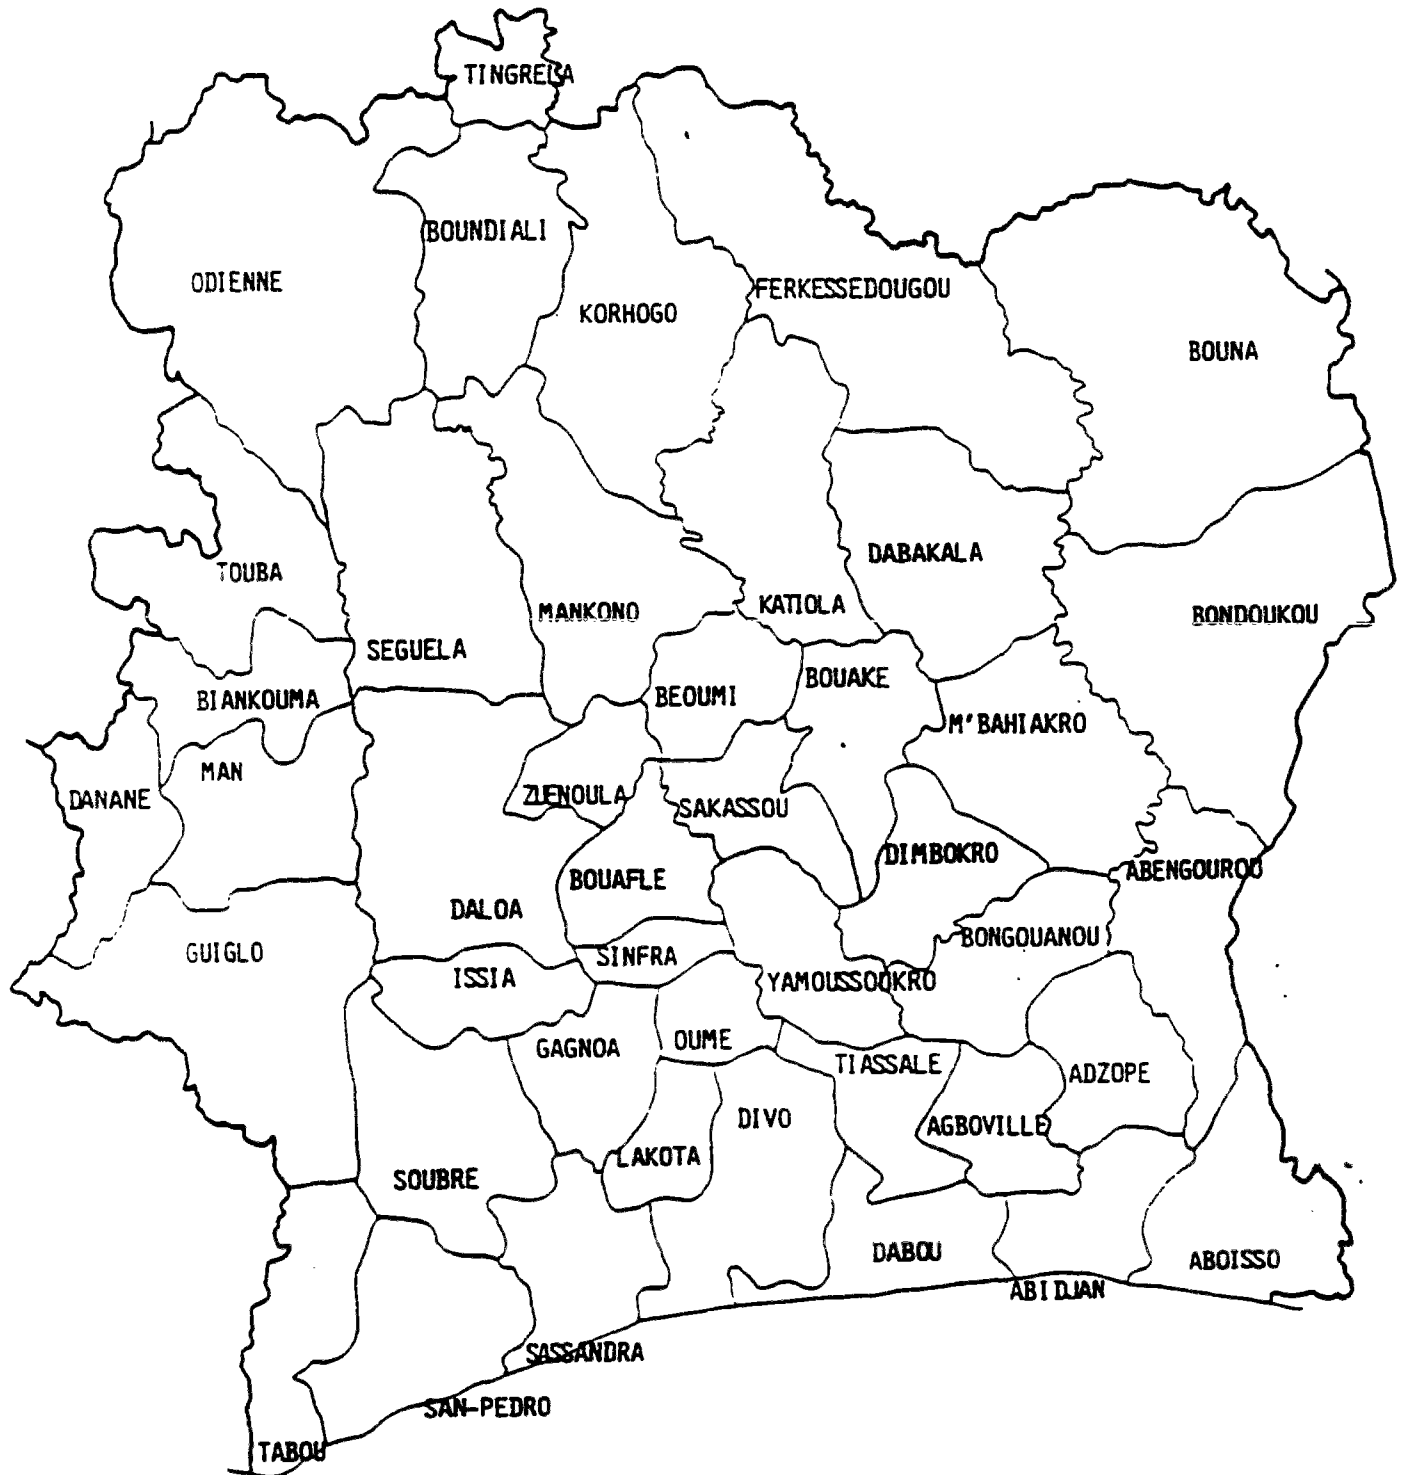 TINGRELA
BOUNDIALI
ODIENNE
FERKESSEDOUGOU
KORHOGO
BOUNA
DABAKALA
TOUBA
KATIOLA
MANKONO
BONDOUKOU
SEGUELA
BOUAKE
BEOUMI
BIANKOUMA
M'BAHIAKRO
MAN
DANANE
ZUENOULA
SAKASSOU
DIMBOKRO
ABENGOUROU
BOUAFLE
DALOA
BONGOUANOU
GUIGLO
SINFRA
ISSIA
YAMOUSSOUKRO
OUME
GAGNOA
TIASSALE
ADZOPE
DIVO
AGBOVILLE
LAKOTA
SOUBRE
DABOU
ABOISSO
ABIDJAN
SASSANDRA
SAN-PEDRO
TABOU